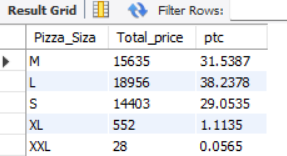 Result Grid Filter Rows:
Pizza_Siza Total_price ptc
M 15635 31.5387
L 18956 38.2378
S 14403 29.0535
XL 552 1.1135
XXL 28 0.0565